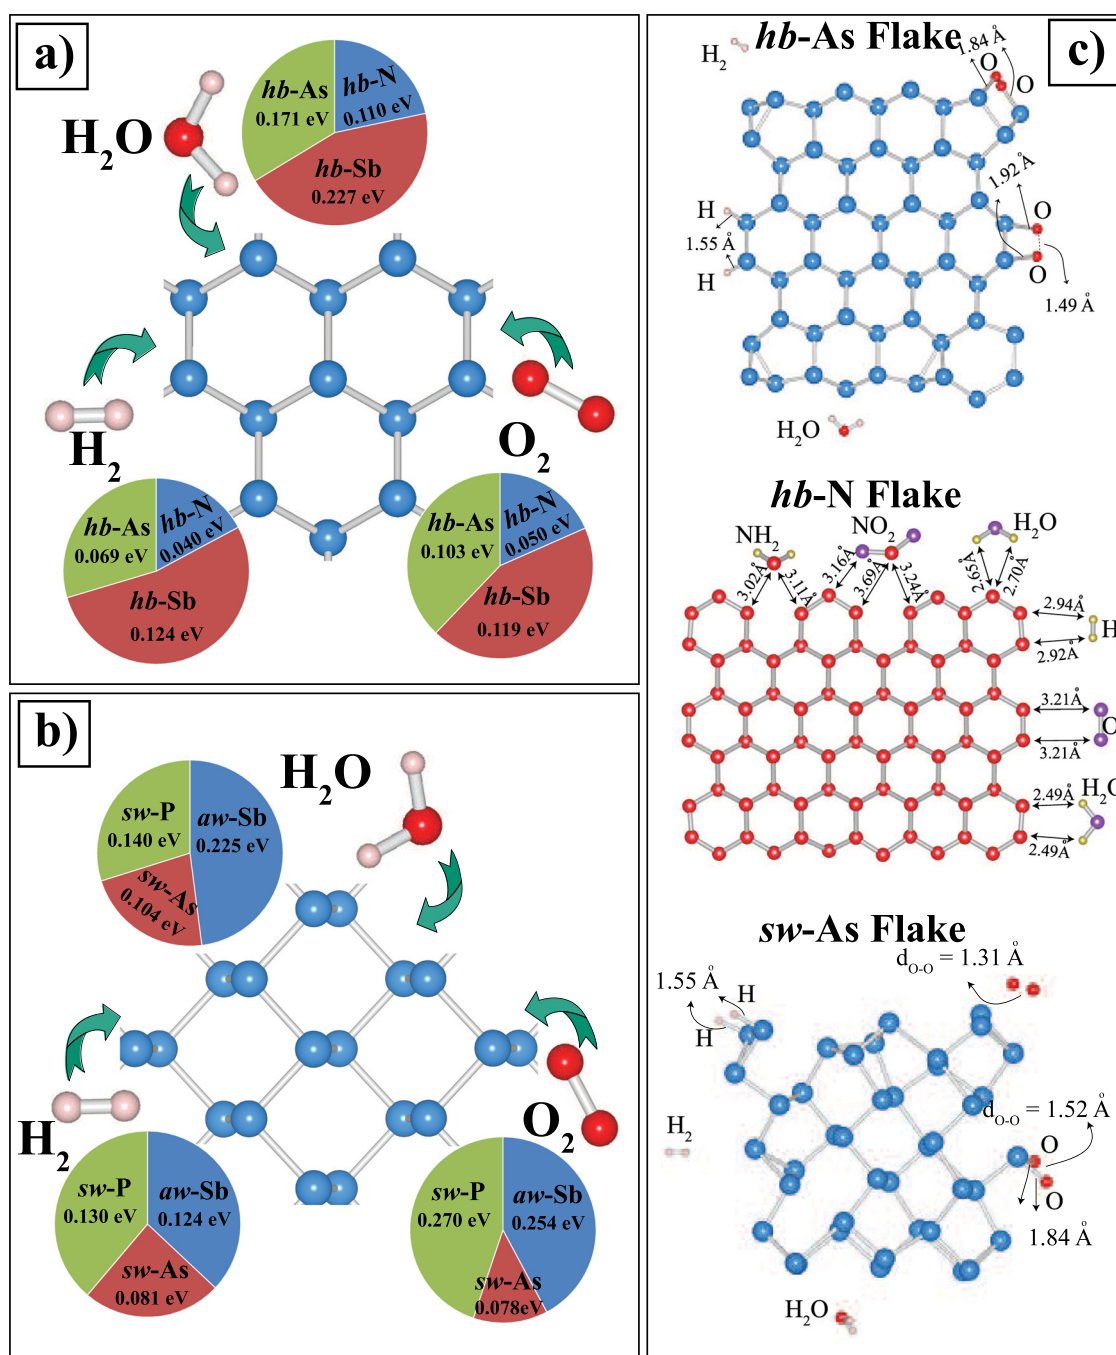 a)
H₂O
hb-As
0.171 eV
hb-N
0.110 eV
hb-Sb
0.227 eV
H₂
O₂
hb-As
0.069 eV
hb-N
0.040 eV
hb-Sb
0.124 eV
hb-As
0.103 eV
hb-N
0.050 eV
hb-Sb
0.119 eV
b)
H₂O
sw-P
0.140 eV
aw-Sb
0.225 eV
sw-As
0.104 eV
H₂
O₂
sw-P
0.130 eV
aw-Sb
0.124 eV
sw-As
0.081 eV
sw-P
0.270 eV
aw-Sb
0.254 eV
sw-As
0.078eV
c)
hb-As Flake
H₂
1.84 Å
O
O
1.92 Å
H
1.55 Å
H
O
O
1.49 Å
H₂O
hb-N Flake
NH₂
NO₂
H₂O
3.02Å
3.11Å
3.16Å
3.69Å
3.24Å
2.65Å
2.70Å
2.94Å
H
2.92Å
3.21Å
O
3.21Å
2.49Å
H₂O
2.49Å
sw-As Flake
dO-O = 1.31 Å
1.55 Å
H
H
dO-O = 1.52 Å
H₂
O
O
1.84 Å
H₂O